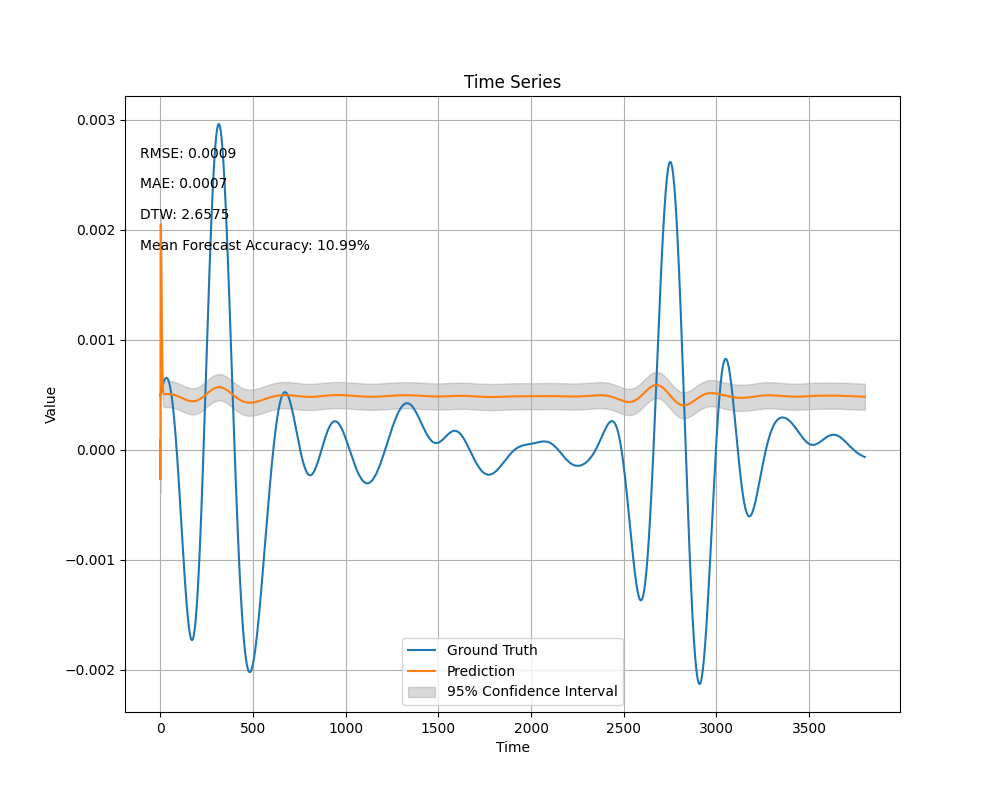 Time Series
0.003
0.002
0.001
0.000
−0.001
−0.002
Value
RMSE: 0.0009
MAE: 0.0007
DTW: 2.6575
Mean Forecast Accuracy: 10.99%
Ground Truth
Prediction
95% Confidence Interval
0 500 1000 1500 2000 2500 3000 3500
Time